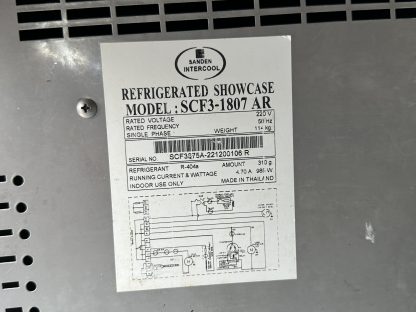 SANDEN
INTERCOOL
REFRIGERATED SHOWCASE
MODEL : SCF3-1807 AR
RATED VOLTAGE 220 V
RATED FREQUENCY 50 Hz
SINGLE PHASE WEIGHT Kg
SERIAL NO. SCF3075A-221200106 R
REFRIGERANT R-404a AMOUNT 310 g
RUNNING CURRENT & WATTAGE 4.70 A W
INDOOR USE ONLY MADE IN THAILAND